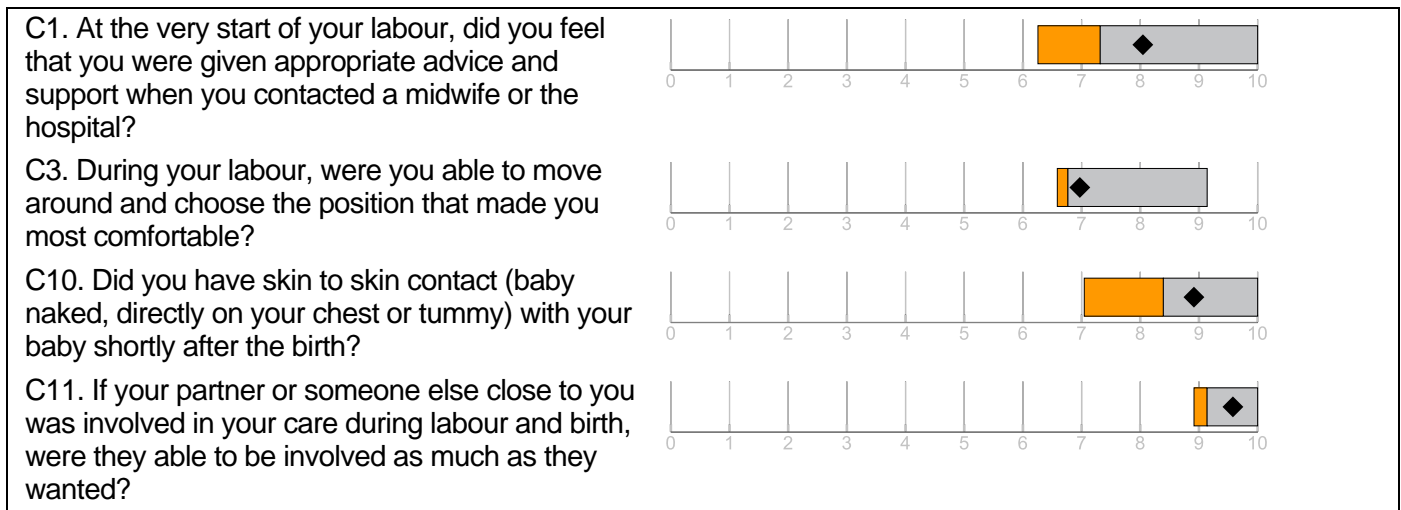 C1. At the very start of your labour, did you feel
that you were given appropriate advice and
support when you contacted a midwife or the
hospital?
0 1 2 3 4 5 6 7 8 9 10
C3. During your labour, were you able to move
around and choose the position that made you
most comfortable?
0 1 2 3 4 5 6 7 8 9 10
C10. Did you have skin to skin contact (baby
naked, directly on your chest or tummy) with your
baby shortly after the birth?
0 1 2 3 4 5 6 7 8 9 10
C11. If your partner or someone else close to you
was involved in your care during labour and birth,
were they able to be involved as much as they
wanted?
0 1 2 3 4 5 6 7 8 9 10